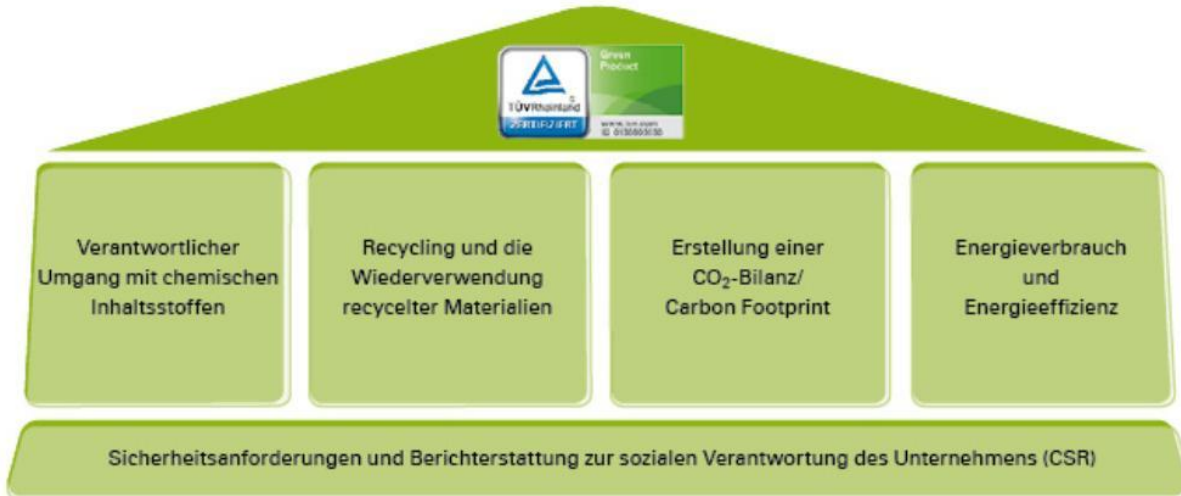 Green
Product
TÜVRheinland
ZERTIFIZIERT
Verantwortlicher
Umgang mit chemischen
Inhaltsstoffen
Recycling und die
Wiederverwendung
recycelter Materialien
Erstellung einer
CO₂-Bilanz/
Carbon Footprint
Energieverbrauch
und
Energieeffizienz
Sicherheitsanforderungen und Berichterstattung zur sozialen Verantwortung des Unternehmens (CSR)